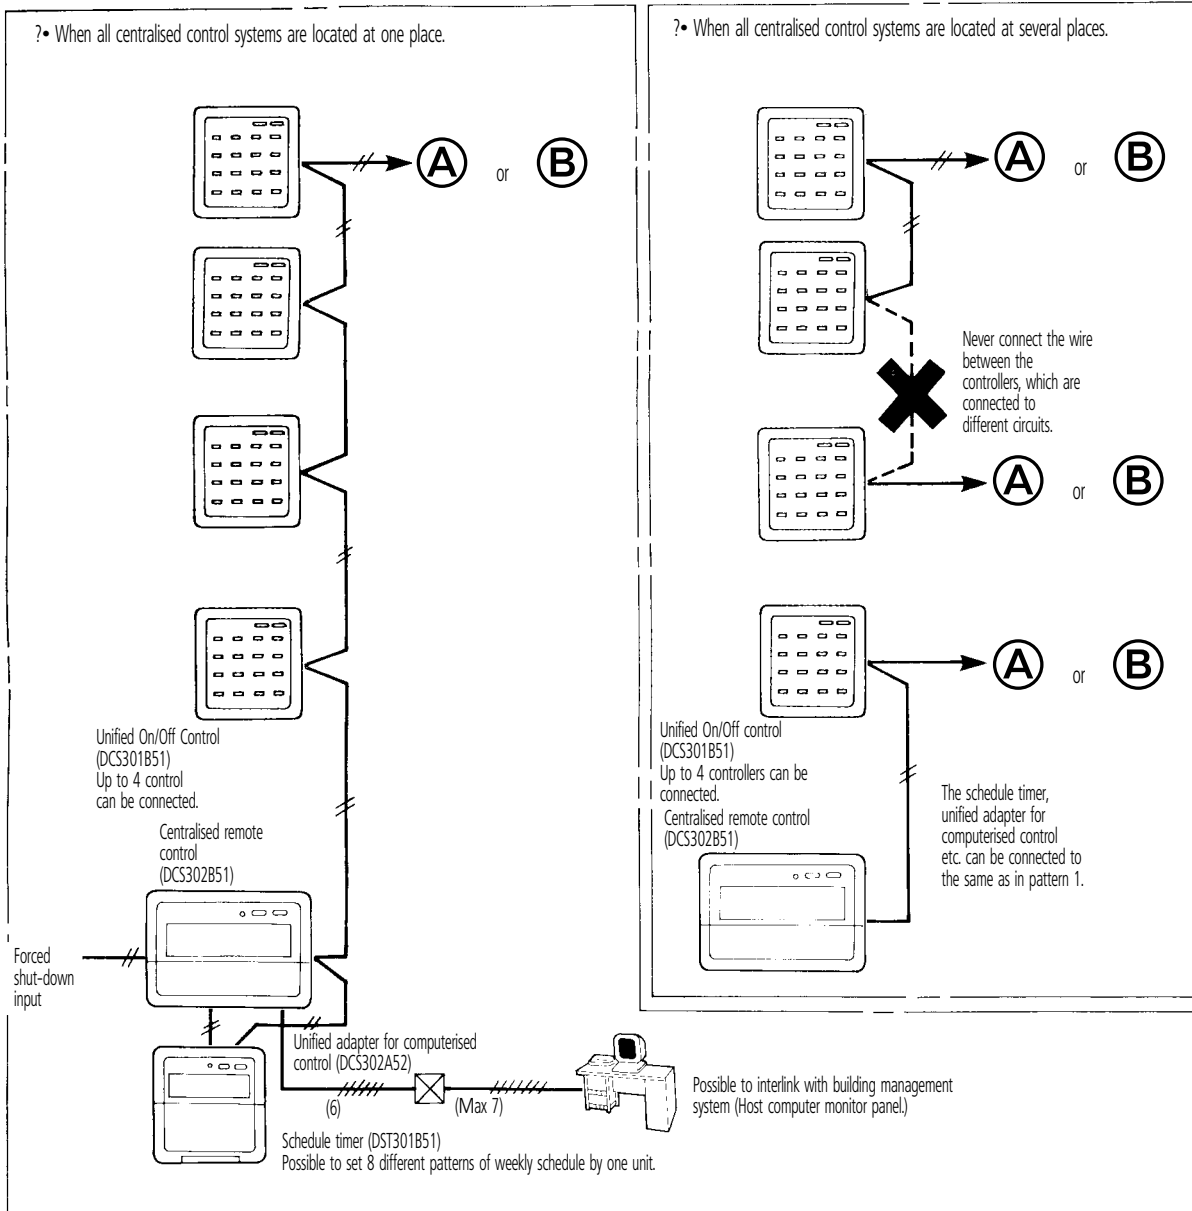 ?• When all centralised control systems are located at one place.
A or B
Unified On/Off Control
(DCS301B51)
Up to 4 control
can be connected.
Centralised remote
control
(DCS302B51)
Forced
shut-down
input
Unified adapter for computerised
control (DCS302A52)
(6)
(Max 7)
Possible to interlink with building management
system (Host computer monitor panel.)
Schedule timer (DST301B51)
Possible to set 8 different patterns of weekly schedule by one unit.
?• When all centralised control systems are located at several places.
A or B
Never connect the wire
between the
controllers, which are
connected to
different circuits.
A or B
A or B
Unified On/Off control
(DCS301B51)
Up to 4 controllers can be
connected.
Centralised remote control
(DCS302B51)
The schedule timer,
unified adapter for
computerised control
etc. can be connected to
the same as in pattern 1.